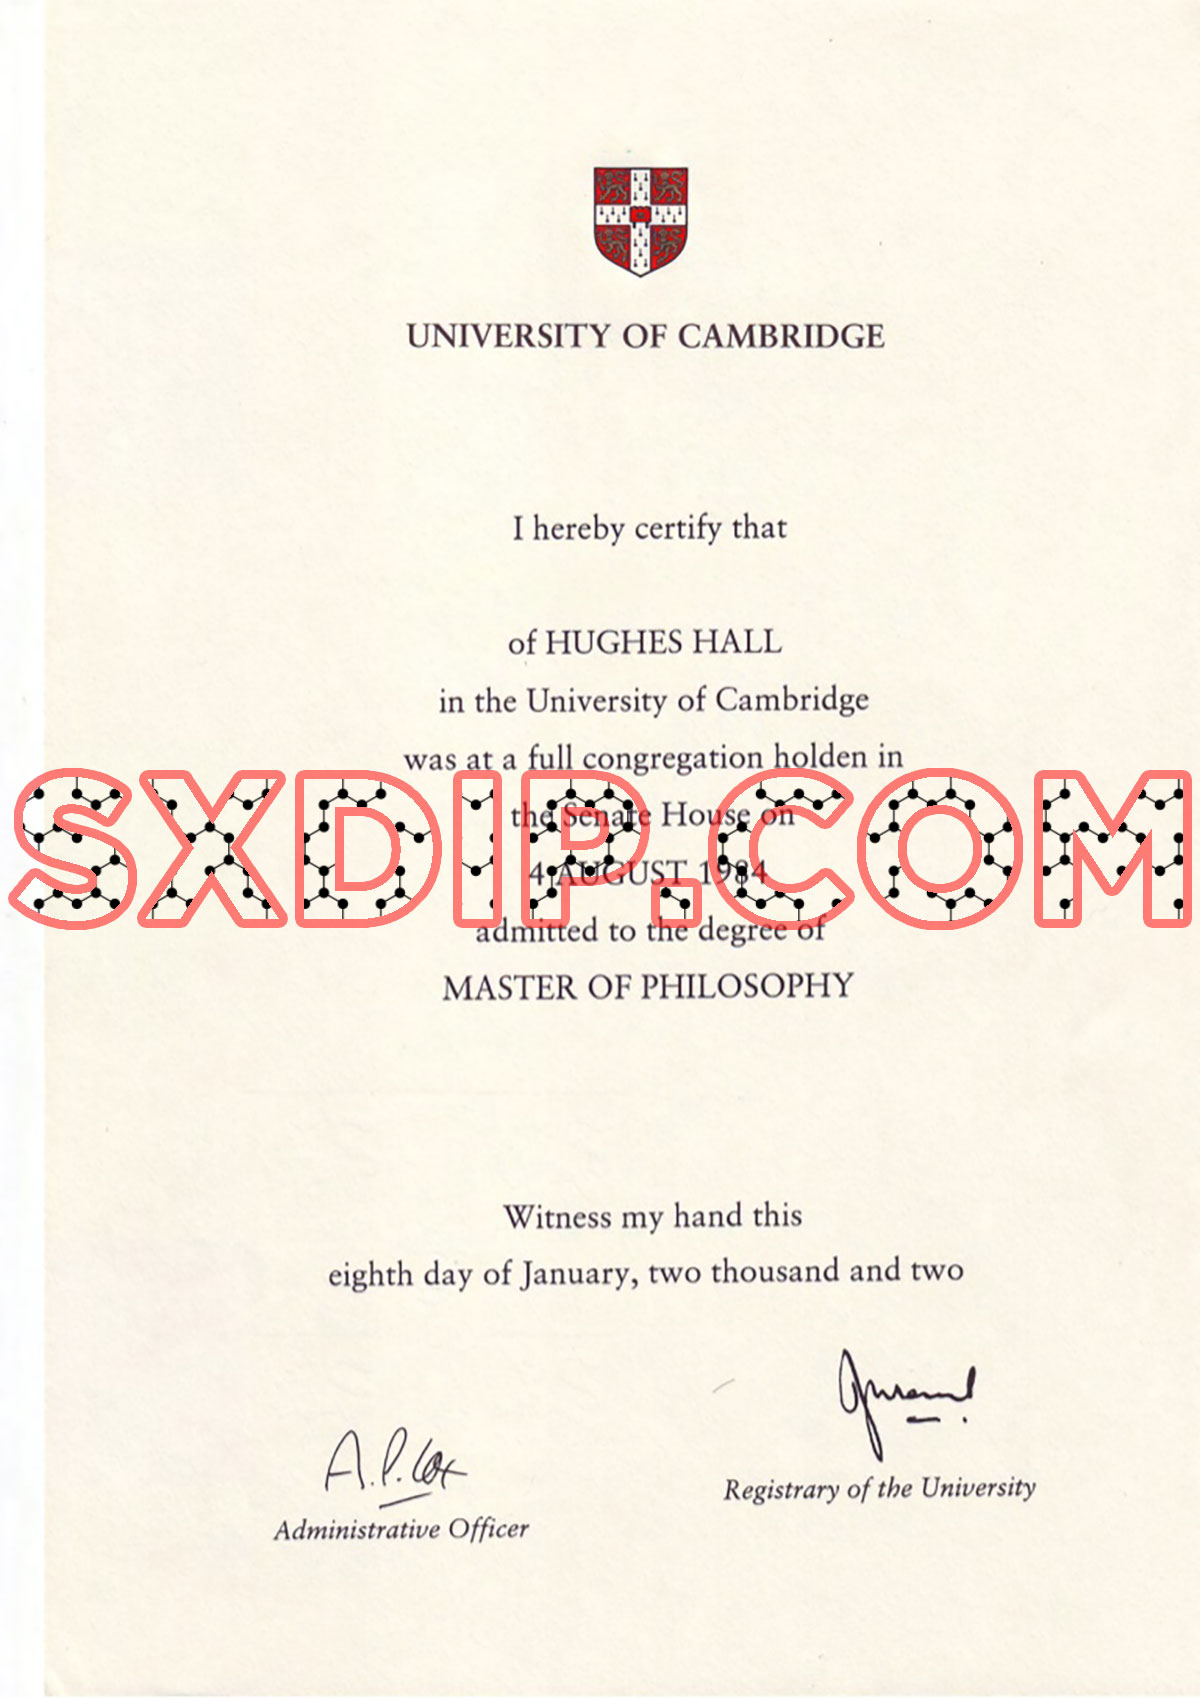 UNIVERSITY OF CAMBRIDGE
I hereby certify that
of HUGHES HALL
in the University of Cambridge
was at a full congregation holden in
the Senate House on
SXDIP.COM
4 AUGUST 1984
admitted to the degree of
MASTER OF PHILOSOPHY
Witness my hand this
eighth day of January, two thousand and two
A.P. Cox
Registrary of the University
Administrative Officer